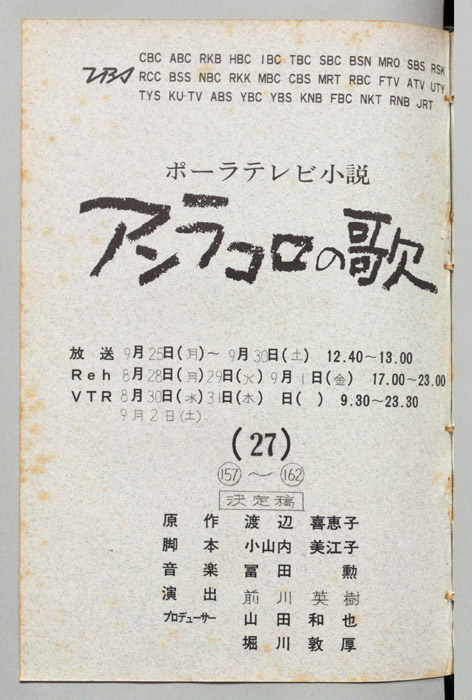 TBS CBC ABC RKB HBC IBC TBC SBC BSN MRO SBS RSK
RCC BSS NBC RKK MBC CBS MRT RBC FTV ATV UTY
TYS KU-TV ABS YBC YBS KNB FBC NKT RNB JRT
ポーラテレビ小説
アンラコロの歌
放送 9月25日(月)〜 9月30日(土) 12.40〜13.00
Reh 8月28日(月)29日(火) 9月1日(金) 17.00〜23.00
VTR 8月30日(水)31日(木) 日( ) 9.30〜23.30
9月2日(土)
(27)
157 〜 162
決定稿
原作 渡辺 喜恵子
脚本 小山内 美江子
音楽 冨田 勲
演出 前川 英樹
プロデューサー 山田 和也
堀川 敦厚